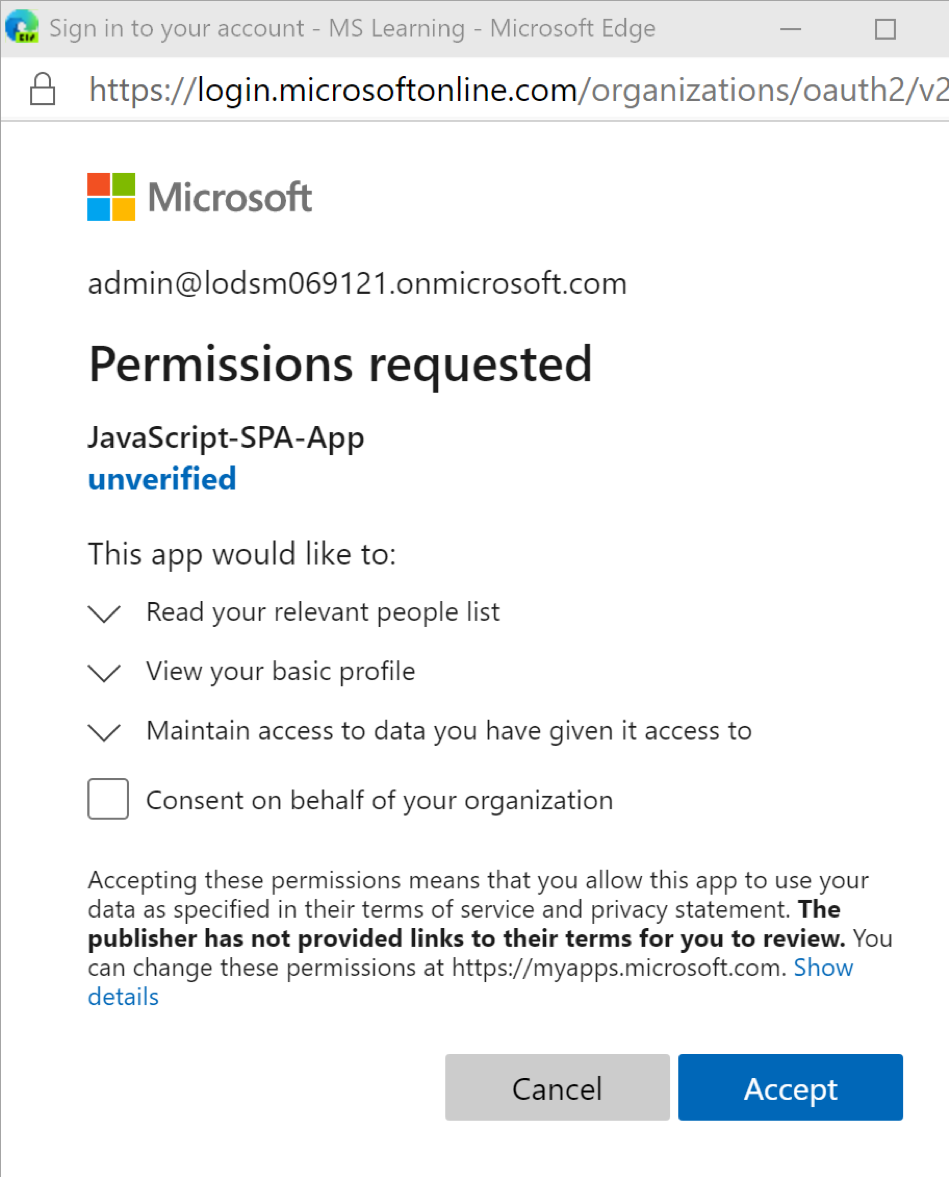 Sign in to your account - MS Learning - Microsoft Edge
https://login.microsoftonline.com/organizations/oauth2/v2
Microsoft
admin@lodsm069121.onmicrosoft.com
Permissions requested
JavaScript-SPA-App
unverified
This app would like to:
Read your relevant people list
View your basic profile
Maintain access to data you have given it access to
Consent on behalf of your organization
Accepting these permissions means that you allow this app to use your
data as specified in their terms of service and privacy statement. The
publisher has not provided links to their terms for you to review. You
can change these permissions at https://myapps.microsoft.com. Show
details
Cancel
Accept